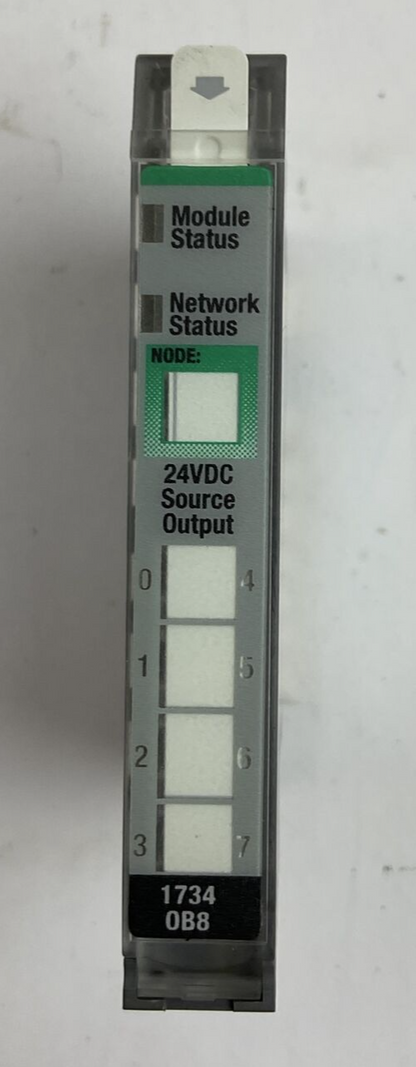 Module
Status
Network
Status
NODE:
24VDC
Source
Output
0 4
1 5
2 6
3 7
1734
OB8